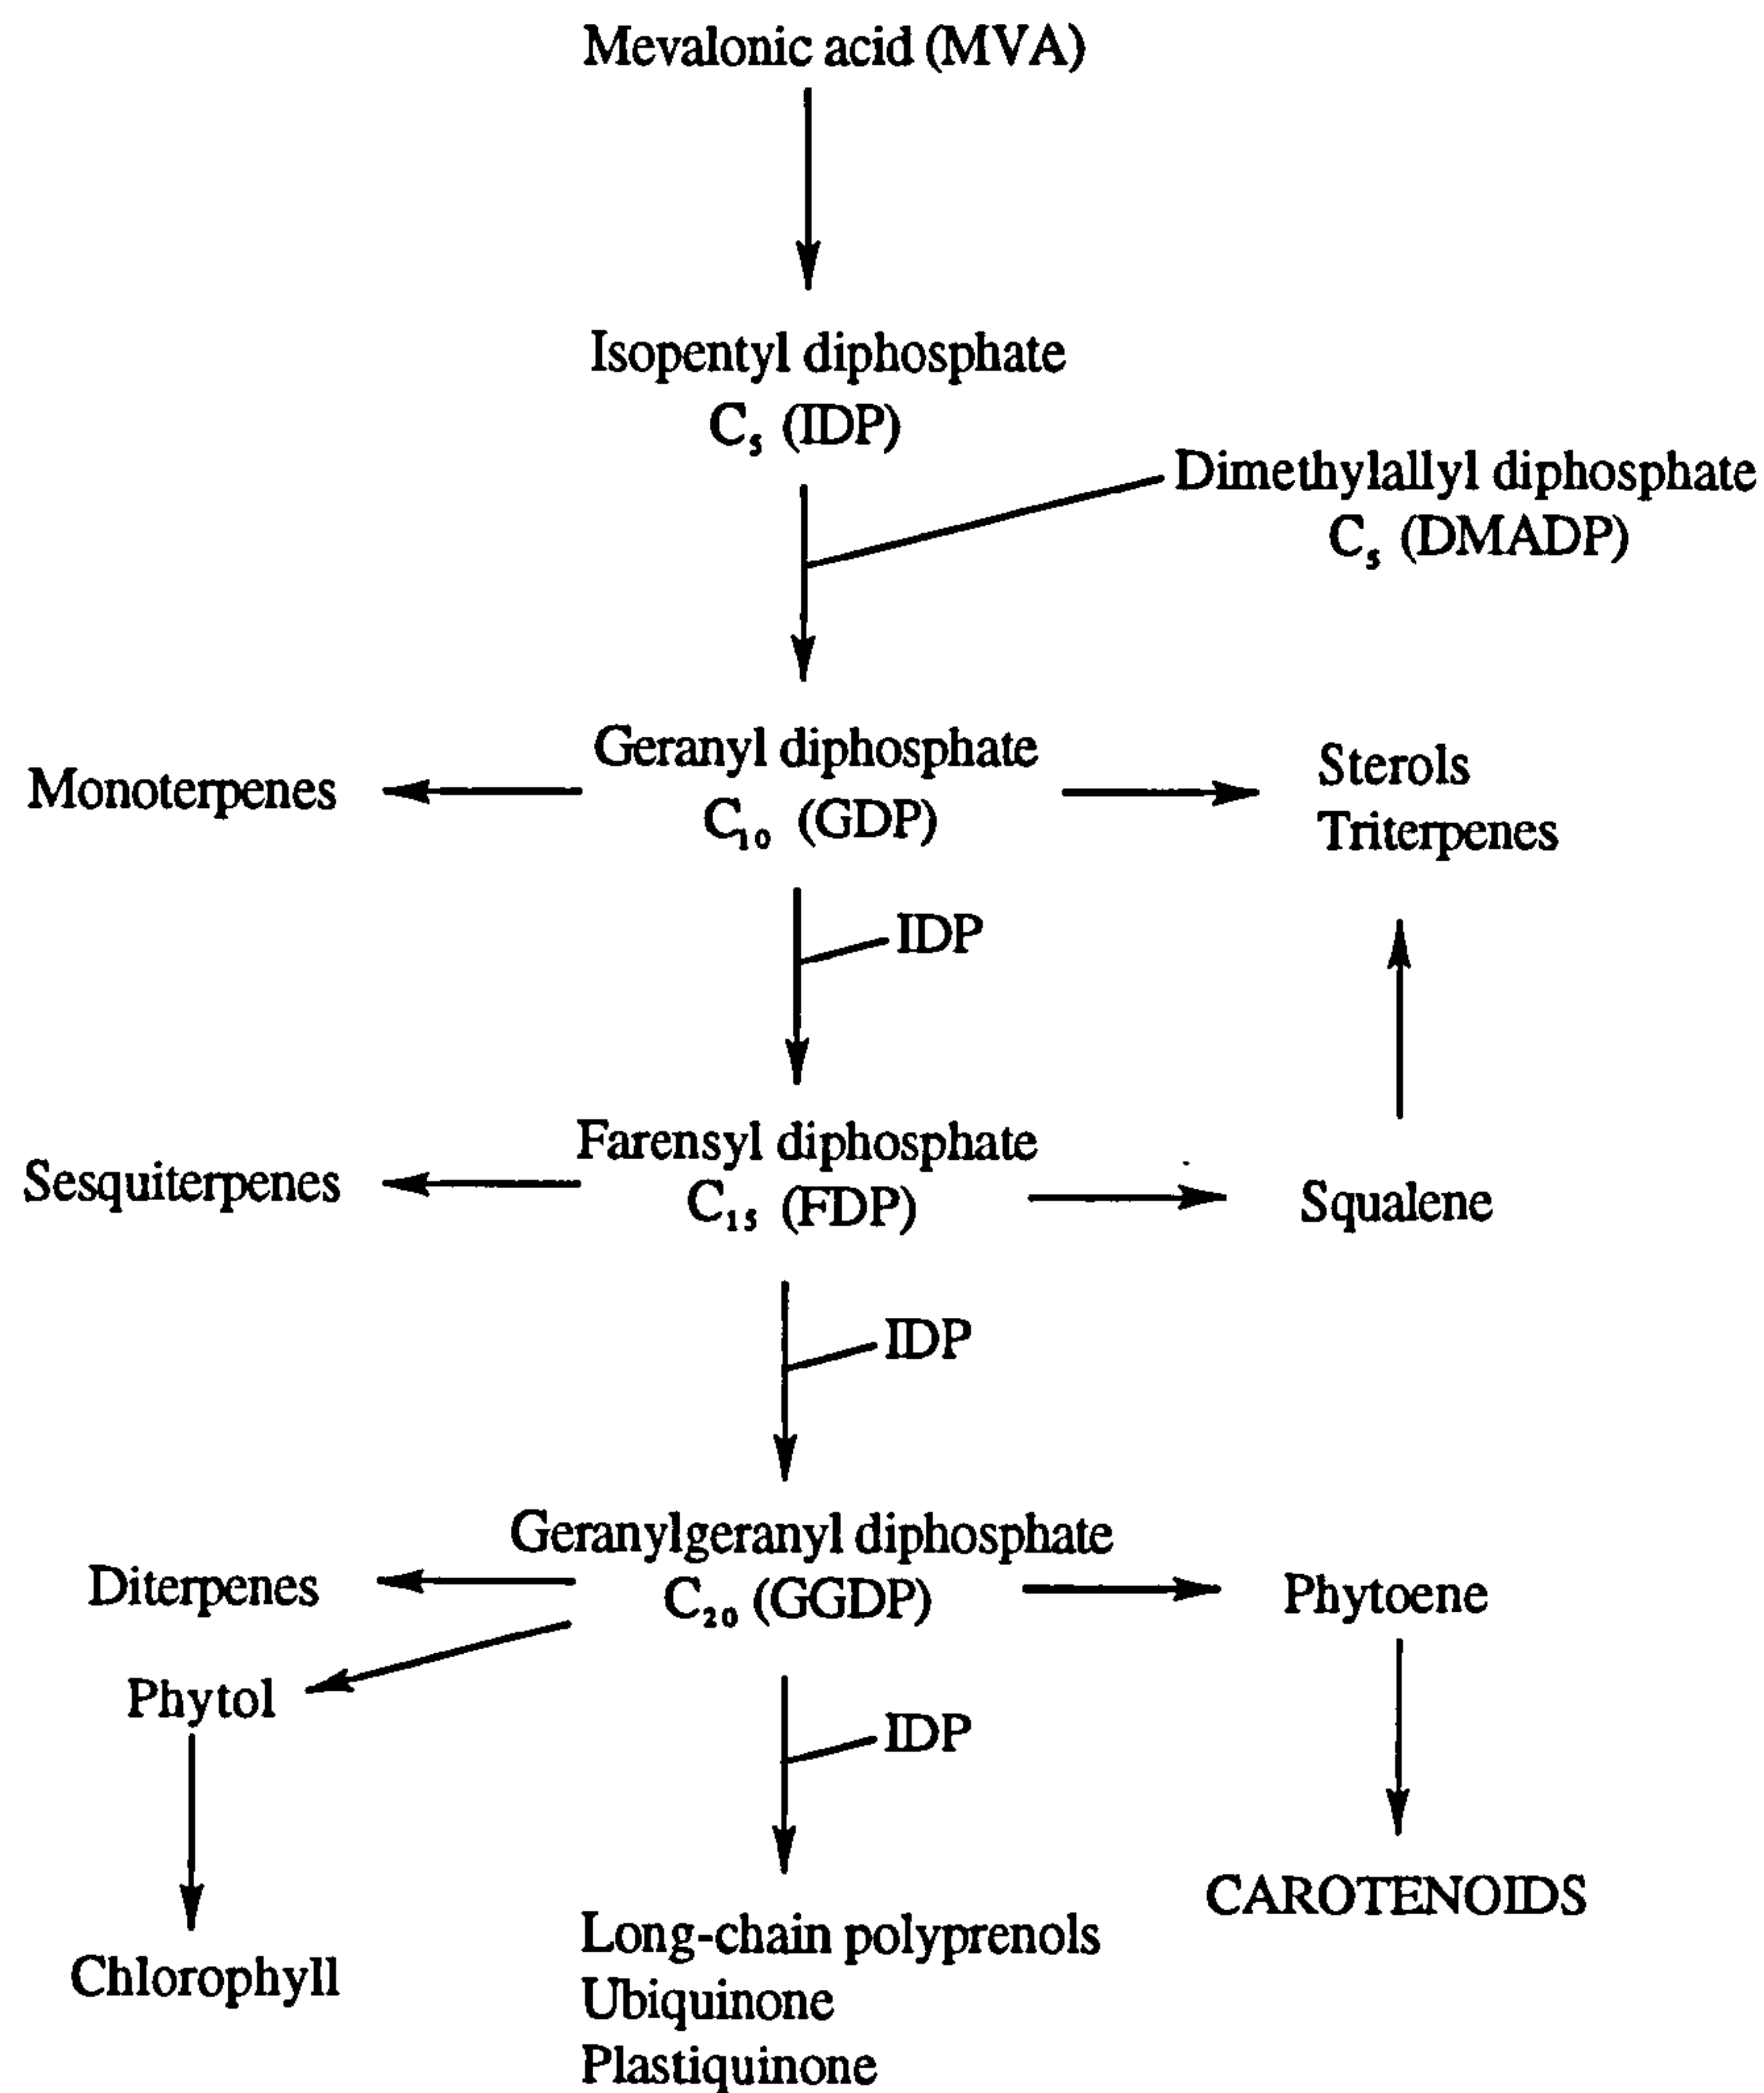 Mevalonic acid (MVA)
Isopentyl diphosphate
C5 (IDP)
Dimethylallyl diphosphate
C5 (DMADP)
Monoterpenes
Geranyl diphosphate
C10 (GDP)
Sterols
Triterpenes
IDP
Sesquiterpenes
Farensyl diphosphate
C15 (FDP)
Squalene
IDP
Geranylgeranyl diphosphate
C20 (GGDP)
Diterpenes
Phytoene
Phytol
IDP
CAROTENOIDS
Chlorophyll
Long-chain polyprenols
Ubiquinone
Plastiquinone